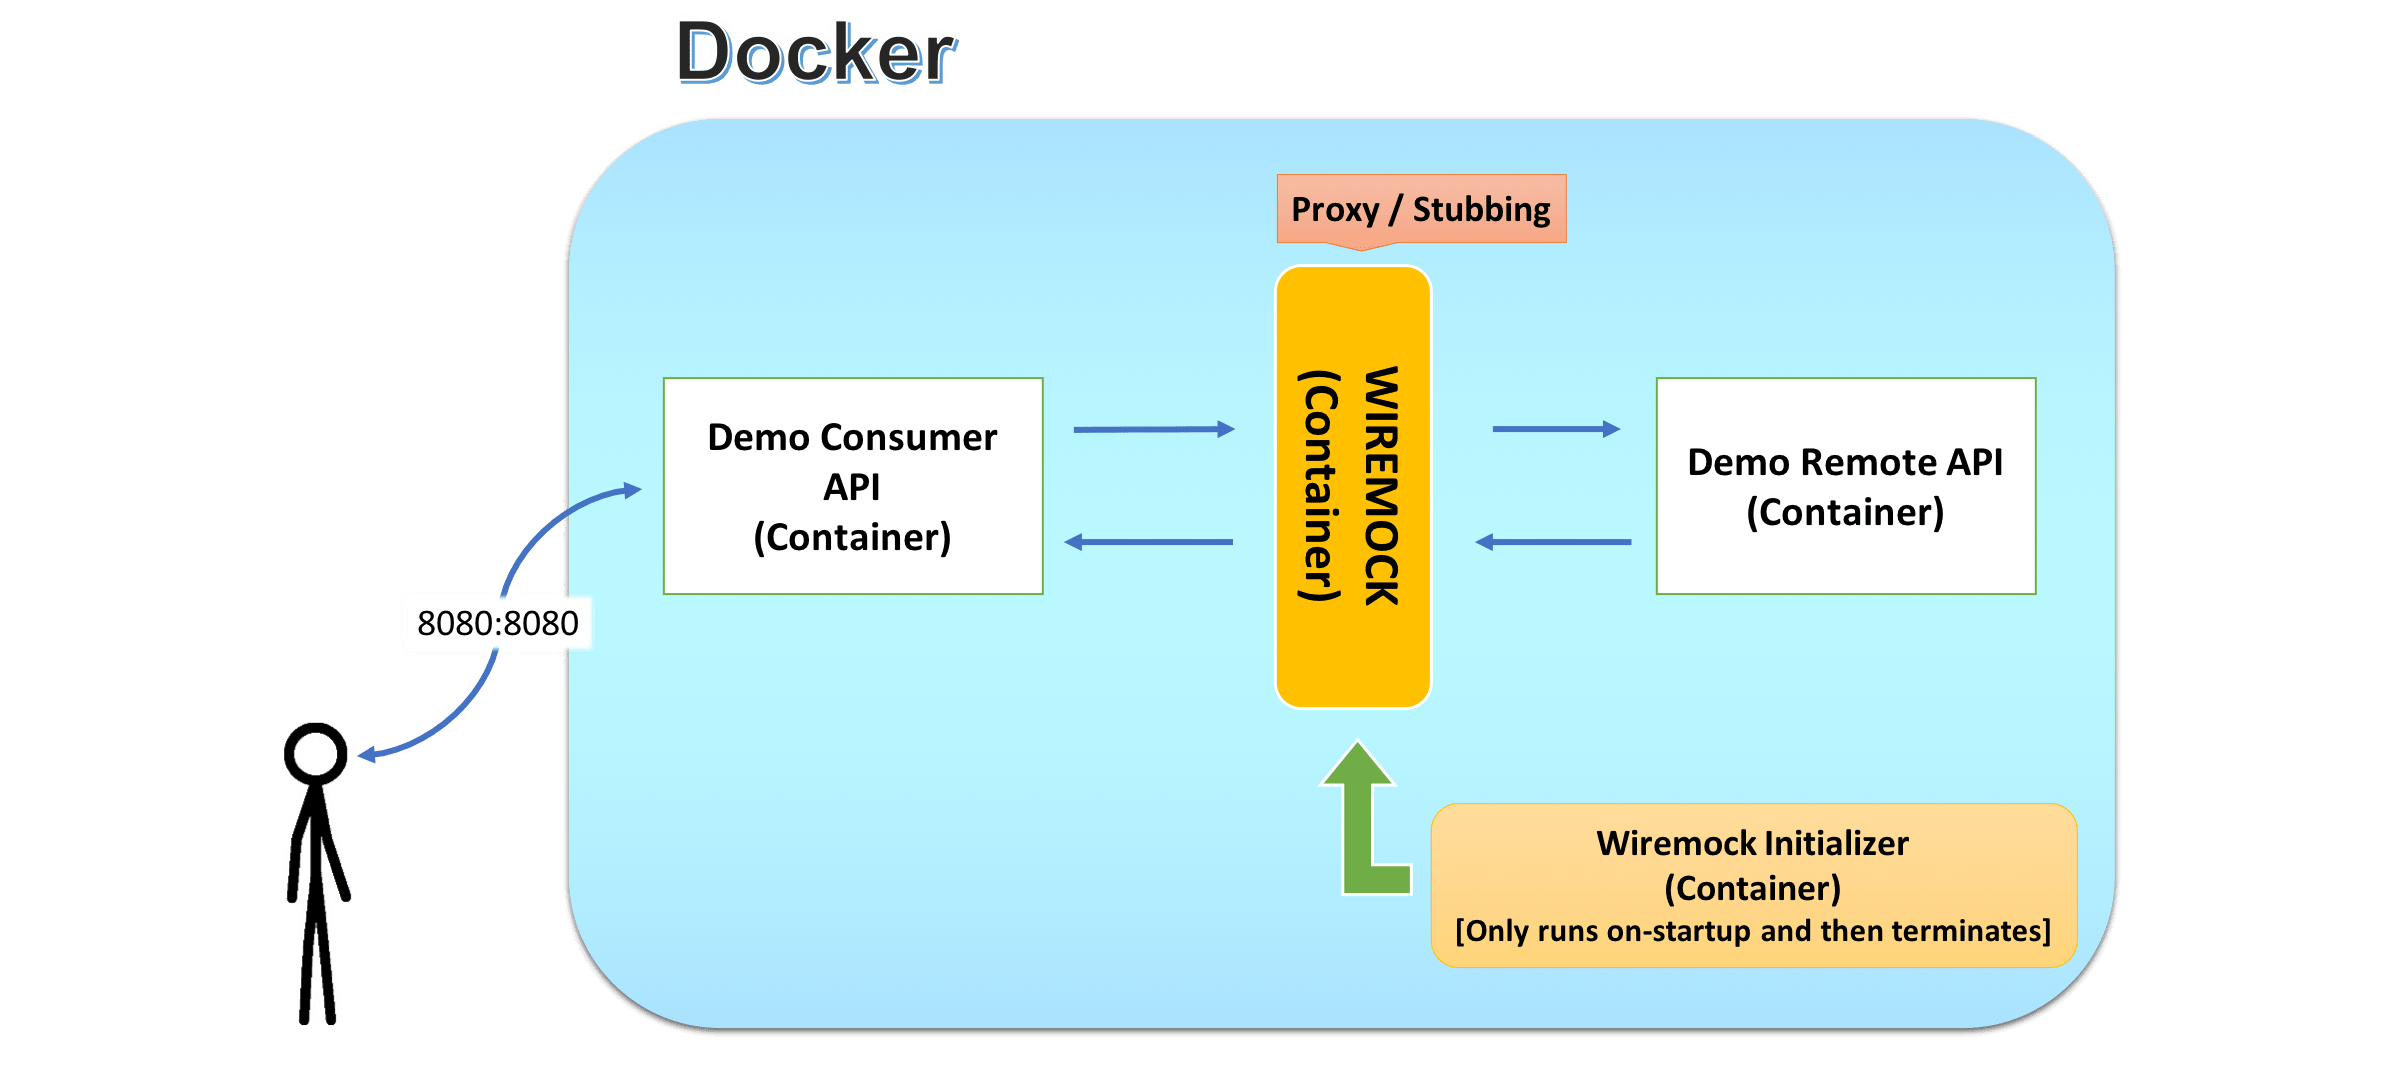 Docker
Proxy / Stubbing
Demo Consumer
API
(Container)
WIREMOCK
(Container)
Demo Remote API
(Container)
8080:8080
Wiremock Initializer
(Container)
[Only runs on-startup and then terminates]